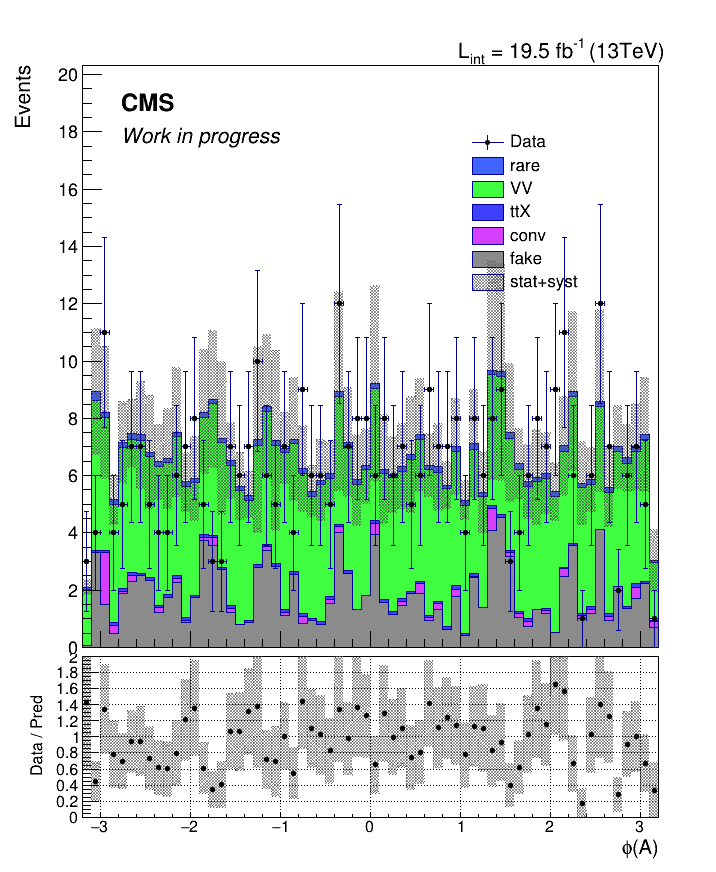 L_int = 19.5 fb⁻¹ (13TeV)
Events
20
18
16
14
12
10
8
6
4
2
0
CMS
Work in progress
Data
rare
VV
ttX
conv
fake
stat+syst
Data / Pred
2
1.8
1.6
1.4
1.2
1
0.8
0.6
0.4
0.2
0
−3
−2
−1
0
1
2
3
ϕ(A)